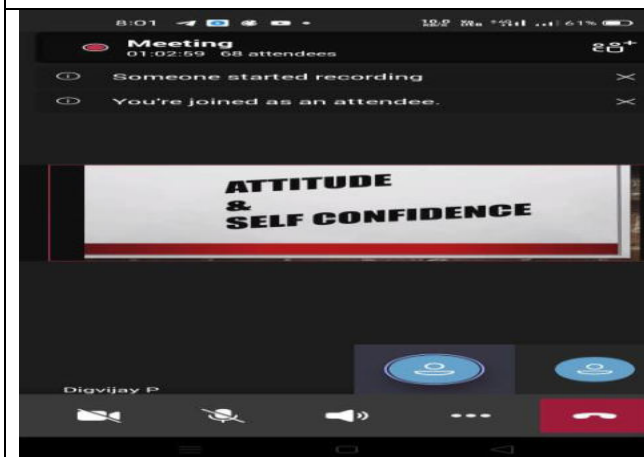 8:01
61%
Meeting
01:02:59 68 attendees
Someone started recording
You're joined as an attendee.
ATTITUDE
&
SELF CONFIDENCE
Digvijay P